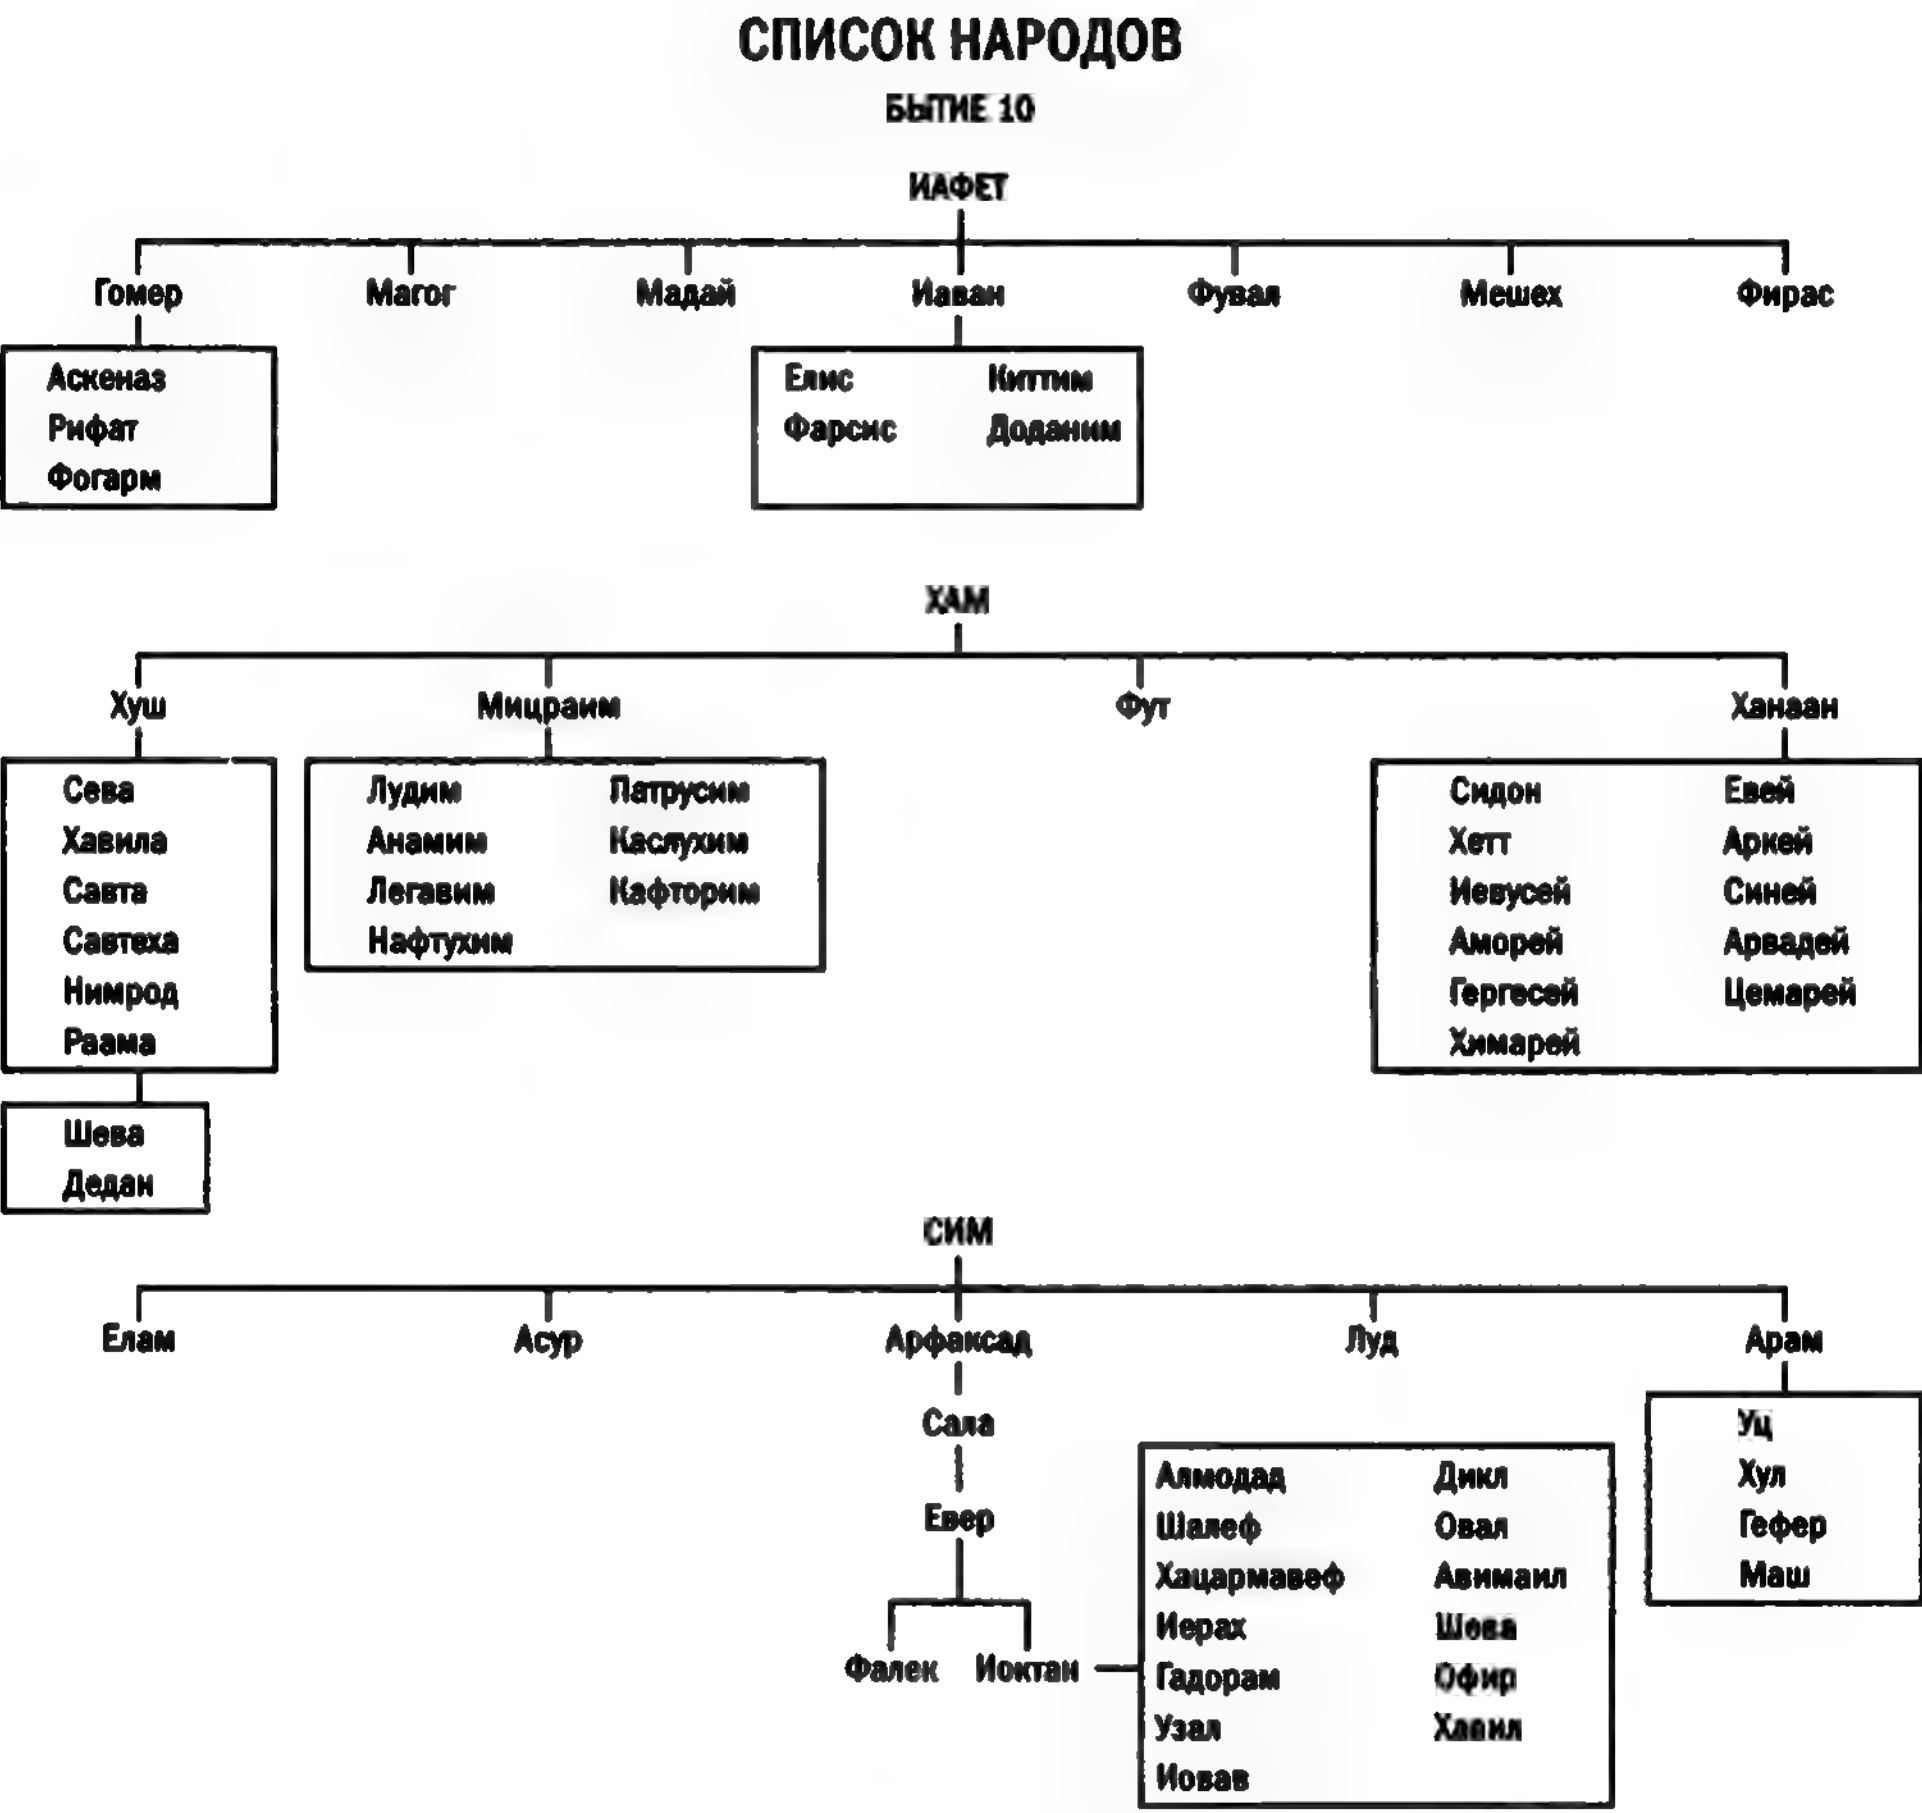 СПИСОК НАРОДОВ
БЫТИЕ 10
ИАФЕТ
Гомер Магог Мадай Иаван Фувал Мешех Фирас
Аскеназ Елис Киттим
Рифат Фарсис Доданим
Фогарм
ХАМ
Хуш Мицраим Фут Ханаан
Сева Лудим Патрусим Сидон Евей
Хавила Анамим Каслухим Хетт Аркей
Савта Легавим Кафторим Иевусей Синей
Савтеха Нафтухим Аморей Арвадей
Нимрод Гергесей Цемарей
Раама Химарей
Шева
Дедан
СИМ
Елам Асур Арфаксад Луд Арам
Сала Уц
Алмодад Дикл Хул
Евер Шалеф Овал Гефер
Хацармавеф Авимаил Маш
Иерах Шева
Фалек Иоктан Гадорам Офир
Узал Хавил
Иовав